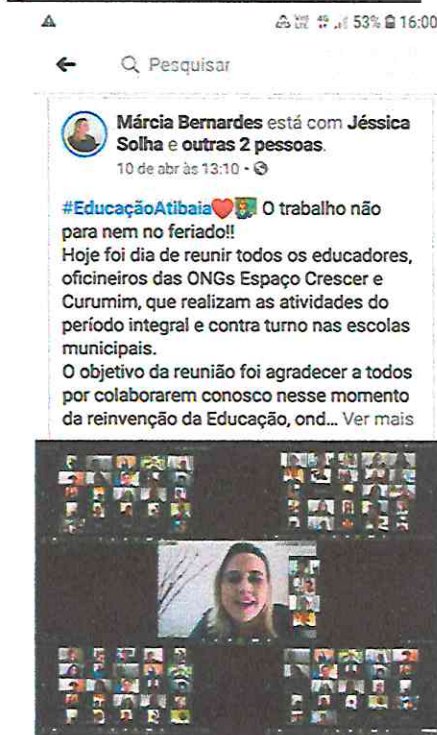 53% 16:00
Pesquisar
Márcia Bernardes está com Jéssica
Solha e outras 2 pessoas.
10 de abr às 13:10 •
#EducaçãoAtibaia O trabalho não
para nem no feriado!!
Hoje foi dia de reunir todos os educadores,
oficineiros das ONGs Espaço Crescer e
Curumim, que realizam as atividades do
período integral e contra turno nas escolas
municipais.
O objetivo da reunião foi agradecer a todos
por colaborarem conosco nesse momento
da reinvenção da Educação, ond... Ver mais